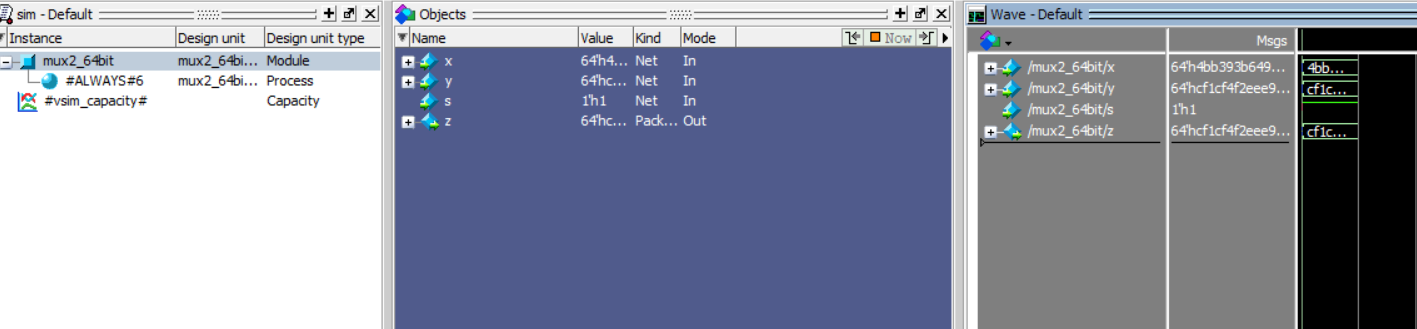 sim - Default
Instance Design unit Design unit type
mux2_64bit mux2_64bi... Module
#ALWAYS#6 mux2_64bi... Process
#vsim_capacity# Capacity
Objects
Name Value Kind Mode Now
x 64'h4... Net In
y 64'hc... Net In
s 1'h1 Net In
z 64'hc... Pack... Out
Wave - Default
Msgs
/mux2_64bit/x 64'h4bb393b649... 4bb...
/mux2_64bit/y 64'hcf1cf4f2eee9... cf1c...
/mux2_64bit/s 1'h1
/mux2_64bit/z 64'hcf1cf4f2eee9... cf1c...